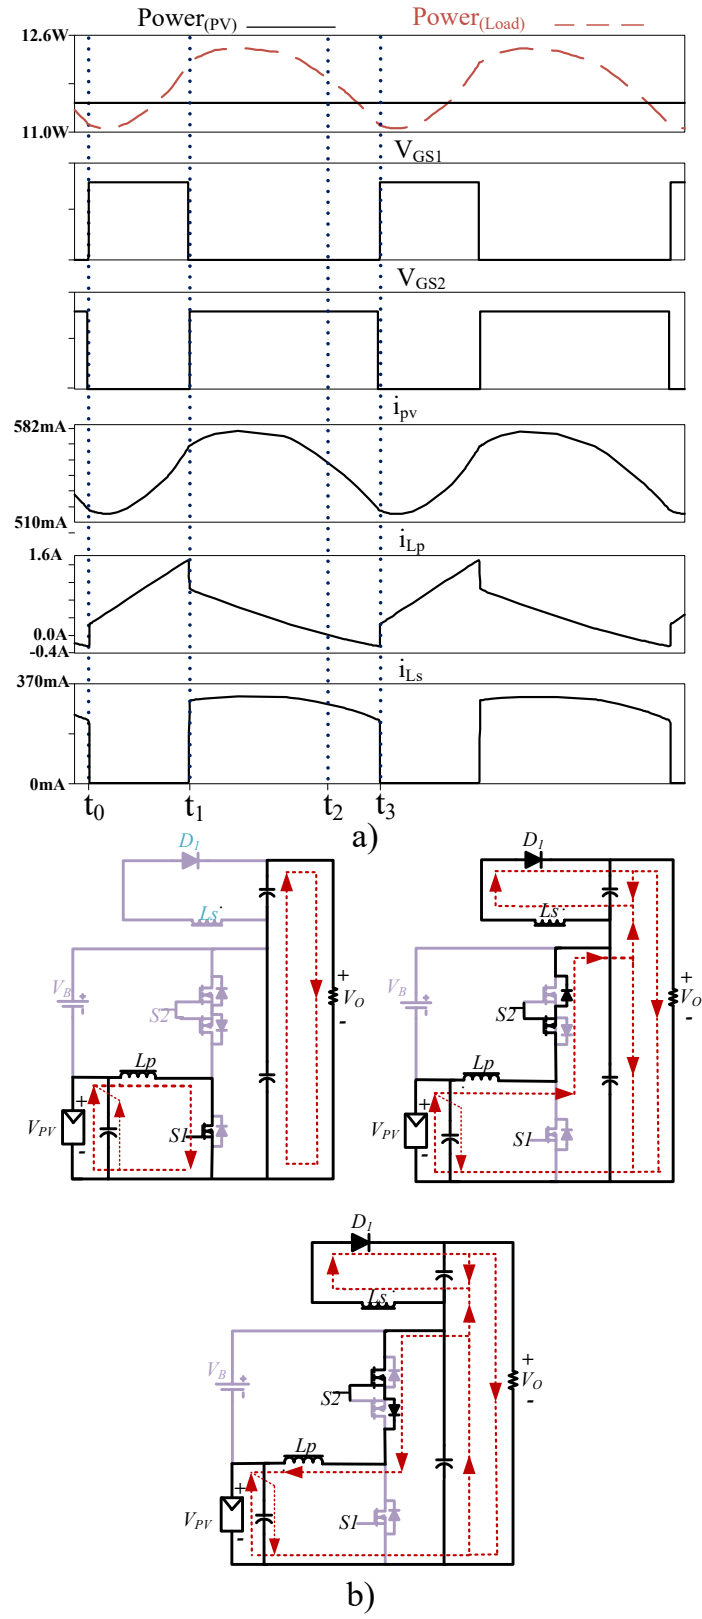 Power(PV) Power(Load)
12.6W
11.0W
VGS1
VGS2
ipv
582mA
510mA
iLp
1.6A
0.0A
-0.4A
iLs
370mA
0mA
t0 t1 t2 t3
a)
D1
Ls
VB
S2
+
VO
-
Lp
+
VPV
-
S1
D1
Ls
VB
S2
+
VO
-
Lp
+
VPV
-
S1
D1
Ls
VB
S2
+
VO
-
Lp
+
VPV
-
S1
b)